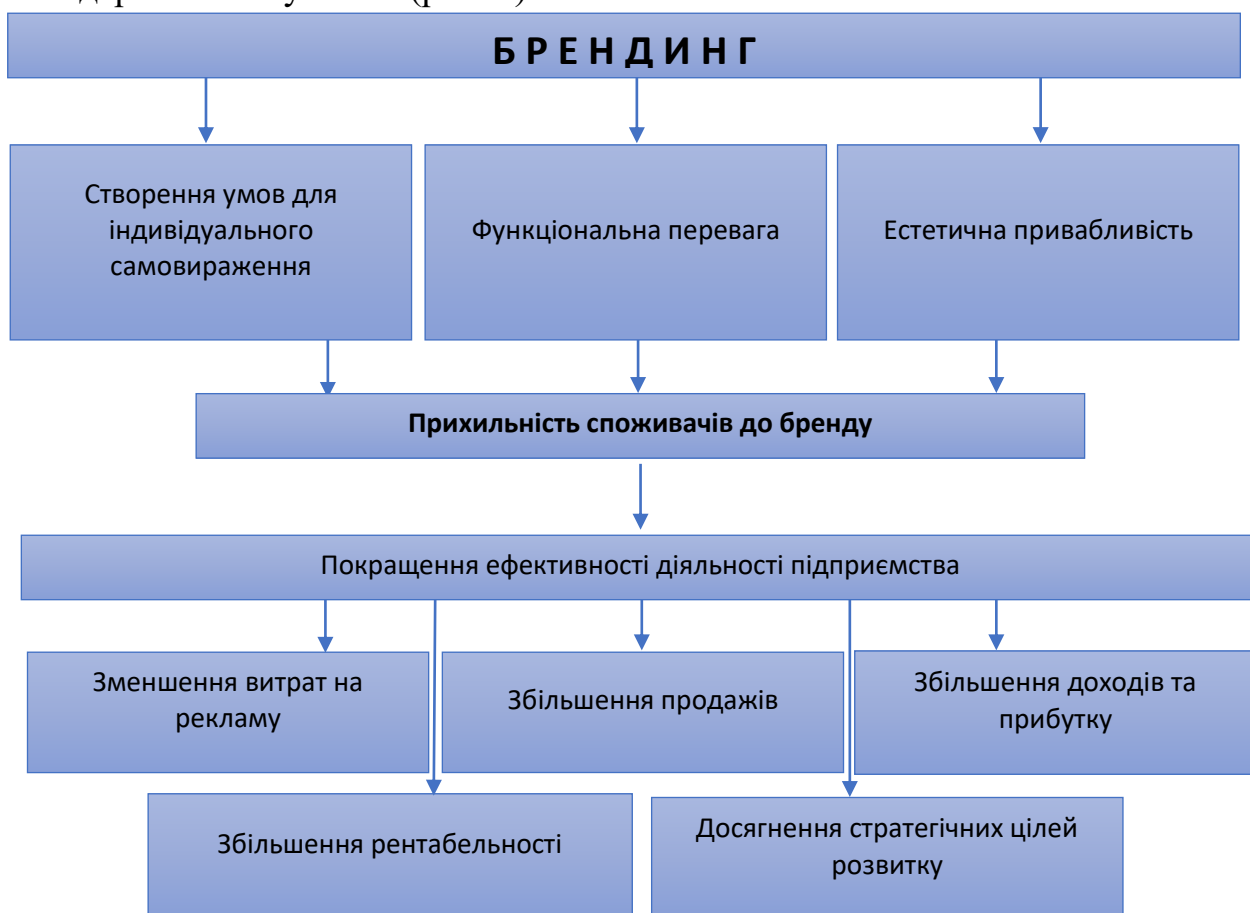 Б Р Е Н Д И Н Г
Створення умов для
індивідуального
самовираження
Функціональна перевага
Естетична привабливість
Прихильність споживачів до бренду
Покращення ефективності діяльності підприємства
Зменшення витрат на
рекламу
Збільшення продажів
Збільшення доходів та
прибутку
Збільшення рентабельності
Досягнення стратегічних цілей
розвитку